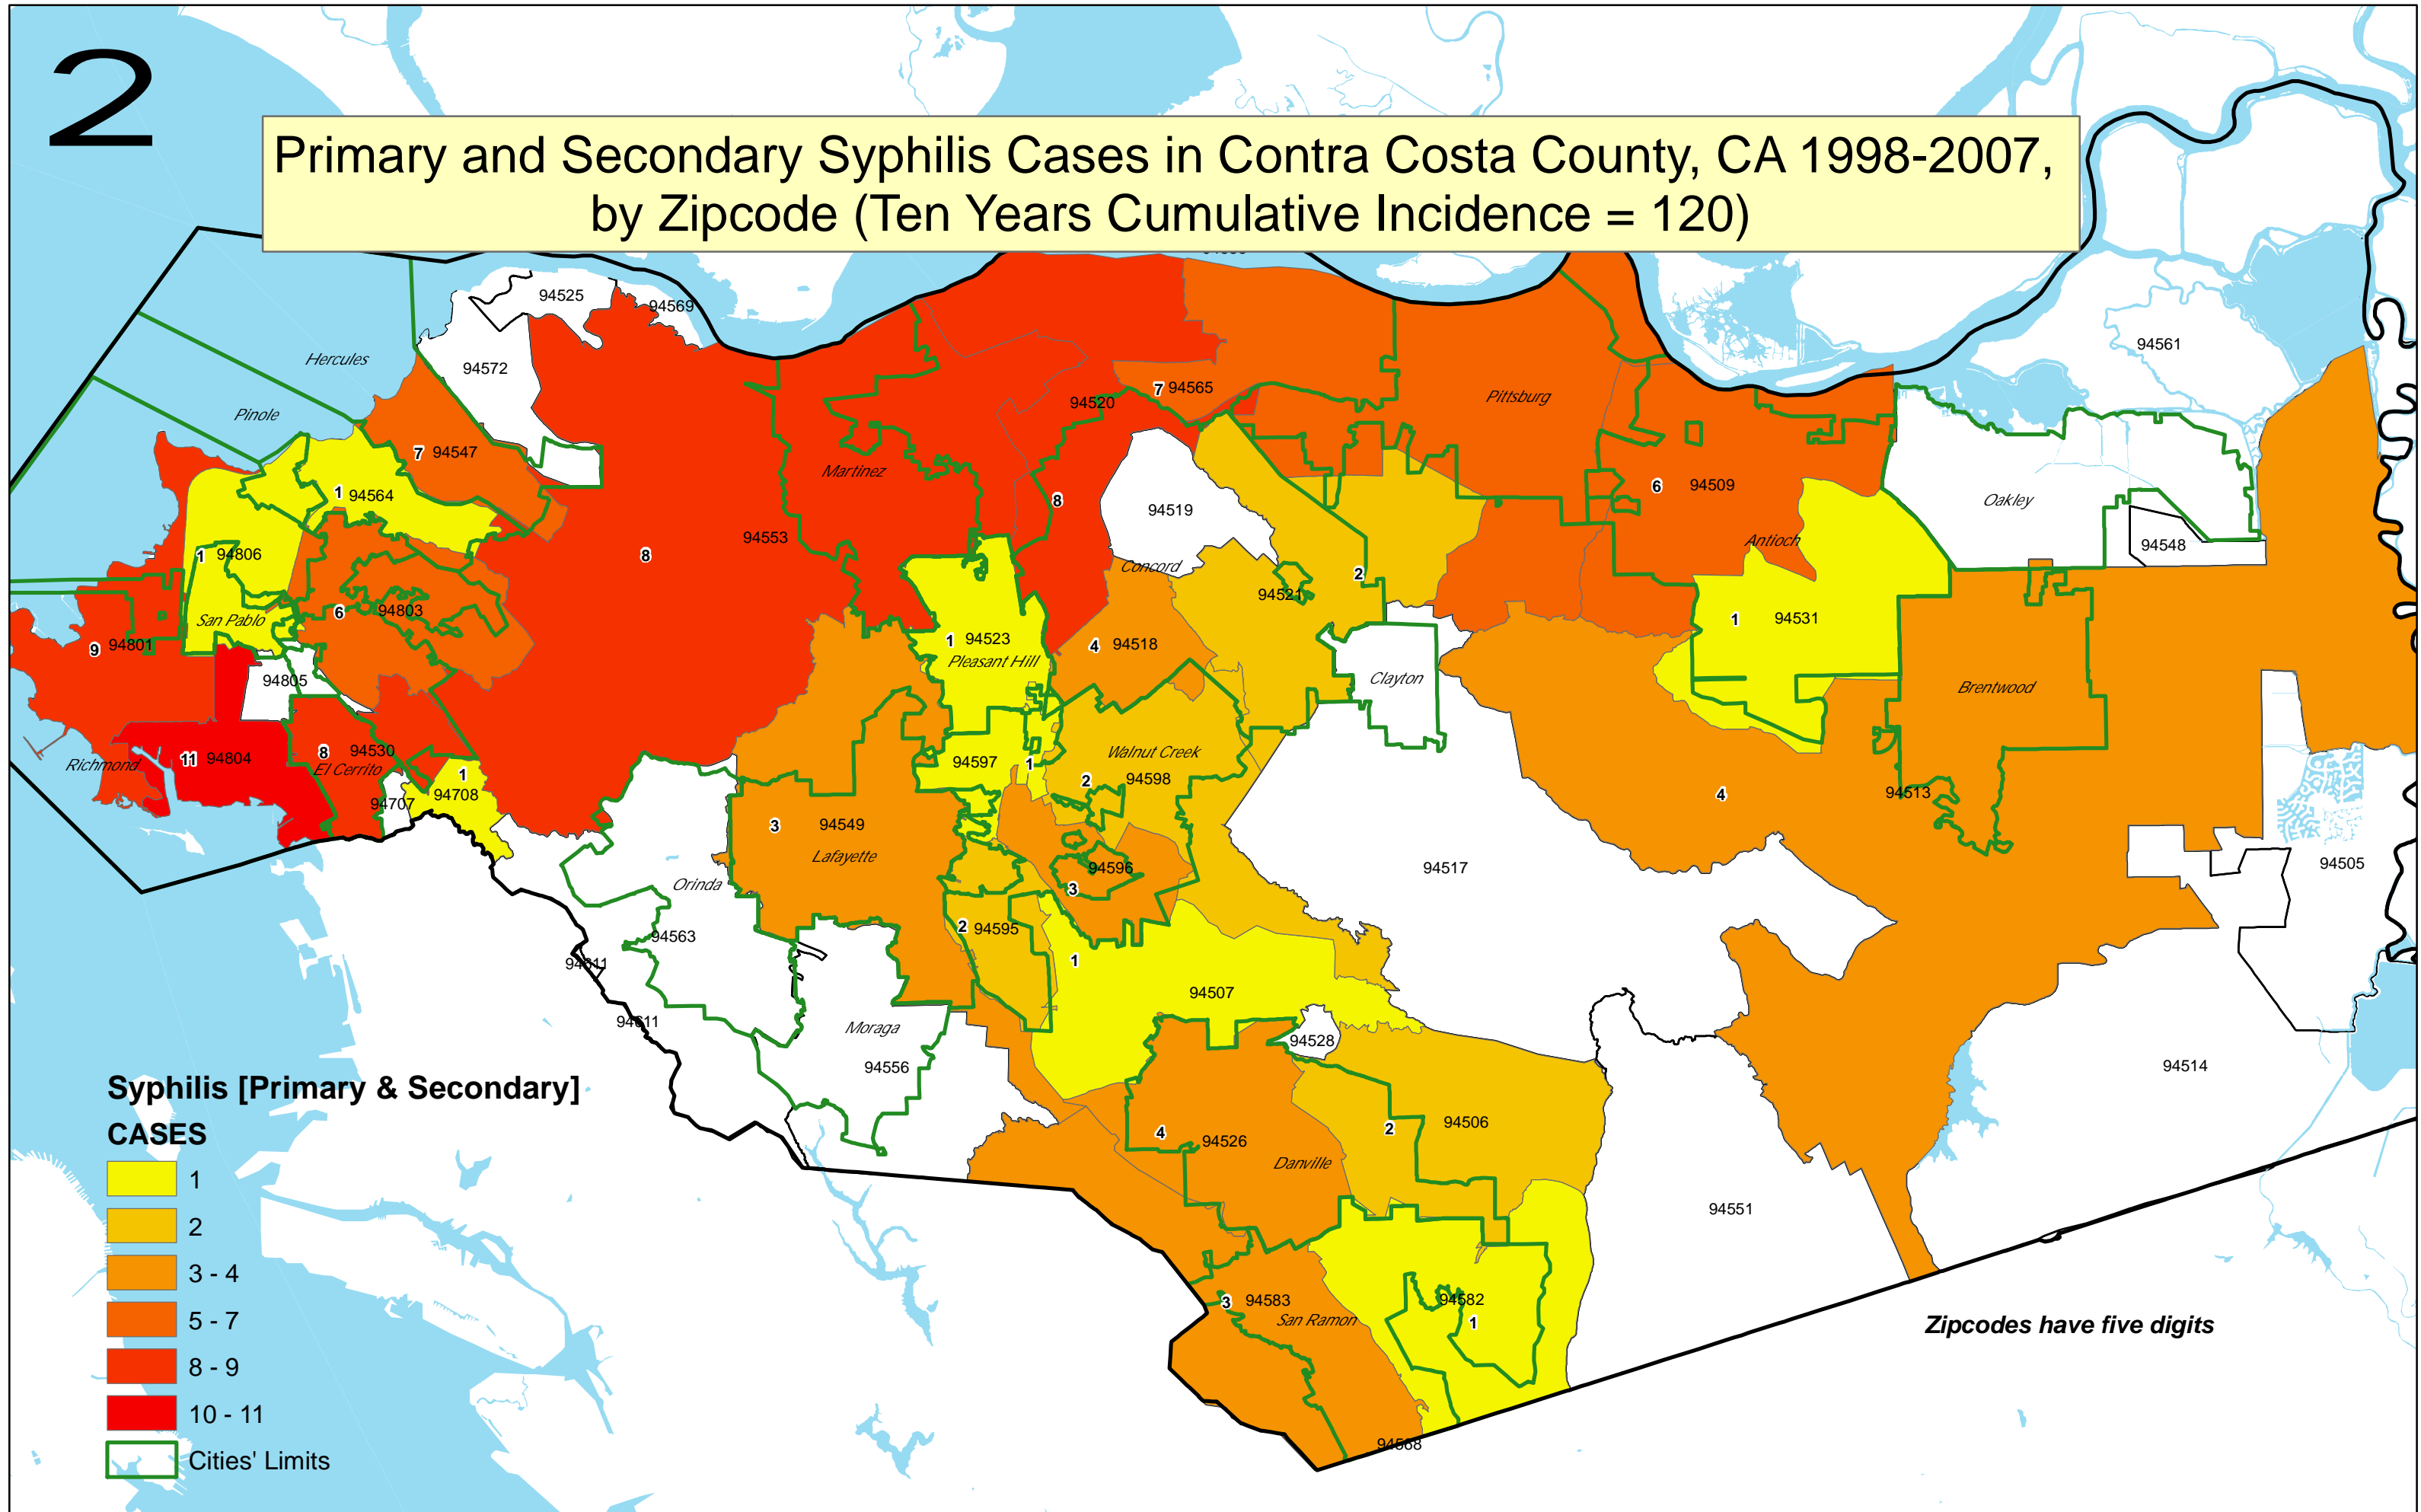 2
Primary and Secondary Syphilis Cases in Contra Costa County, CA 1998-2007,
by Zipcode (Ten Years Cumulative Incidence = 120)
94525
94569
94561
Hercules
94572
7 94565
Pittsburg
94520
Pinole
7 94547
Martinez
8
94519
6 94509
Oakley
1 94564
94553
Antioch
94548
1 94806
8
Concord
2
94521
San Pablo
6 94803
1 94523
4 94518
1 94531
9 94801
Pleasant Hill
94805
Clayton
Brentwood
11 94804
8 94530
Richmond
El Cerrito
1
94708
94707
94597
1
Walnut Creek
2 94598
4
94513
3 94549
Lafayette
94596
3
94517
94505
Orinda
94563
2 94595
94611
1
94507
94611
Moraga
94556
94528
94514
4 94526
2 94506
Danville
94551
3 94583
San Ramon
94582
1
94568
Zipcodes have five digits
Syphilis [Primary & Secondary]
CASES
1
2
3 - 4
5 - 7
8 - 9
10 - 11
Cities' Limits